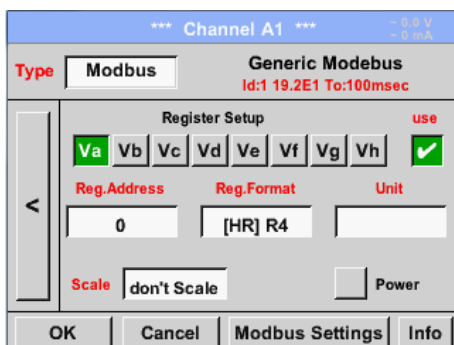 *** Channel A1 ***
~ 0.0 V
~ 0 mA
Type
Modbus
Generic Modebus
Id:1 19.2E1 To:100msec
Register Setup
use
Va Vb Vc Vd Ve Vf Vg Vh ✔
Reg.Address Reg.Format Unit
<
0 [HR] R4
Scale don't Scale Power
OK Cancel Modbus Settings Info